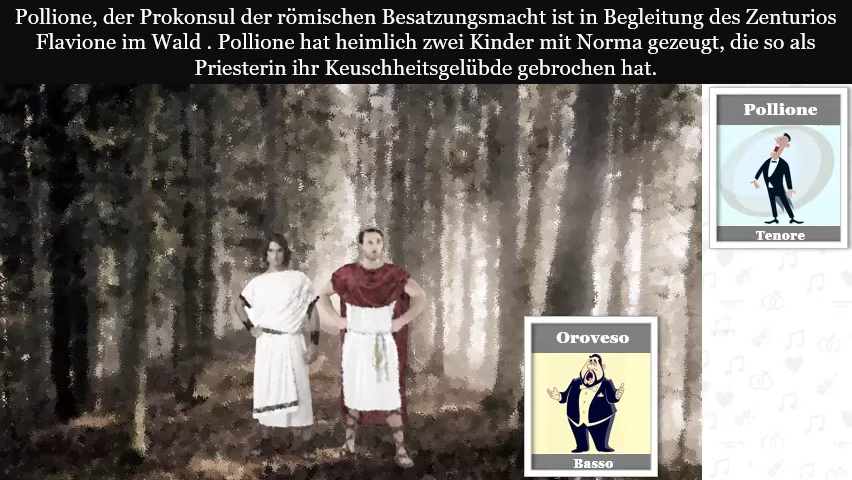 Pollione, der Prokonsul der römischen Besatzungsmacht ist in Begleitung des Zenturios
Flavione im Wald . Pollione hat heimlich zwei Kinder mit Norma gezeugt, die so als
Priesterin ihr Keuschheitsgelübde gebrochen hat.
Pollione
Tenore
Oroveso
Basso